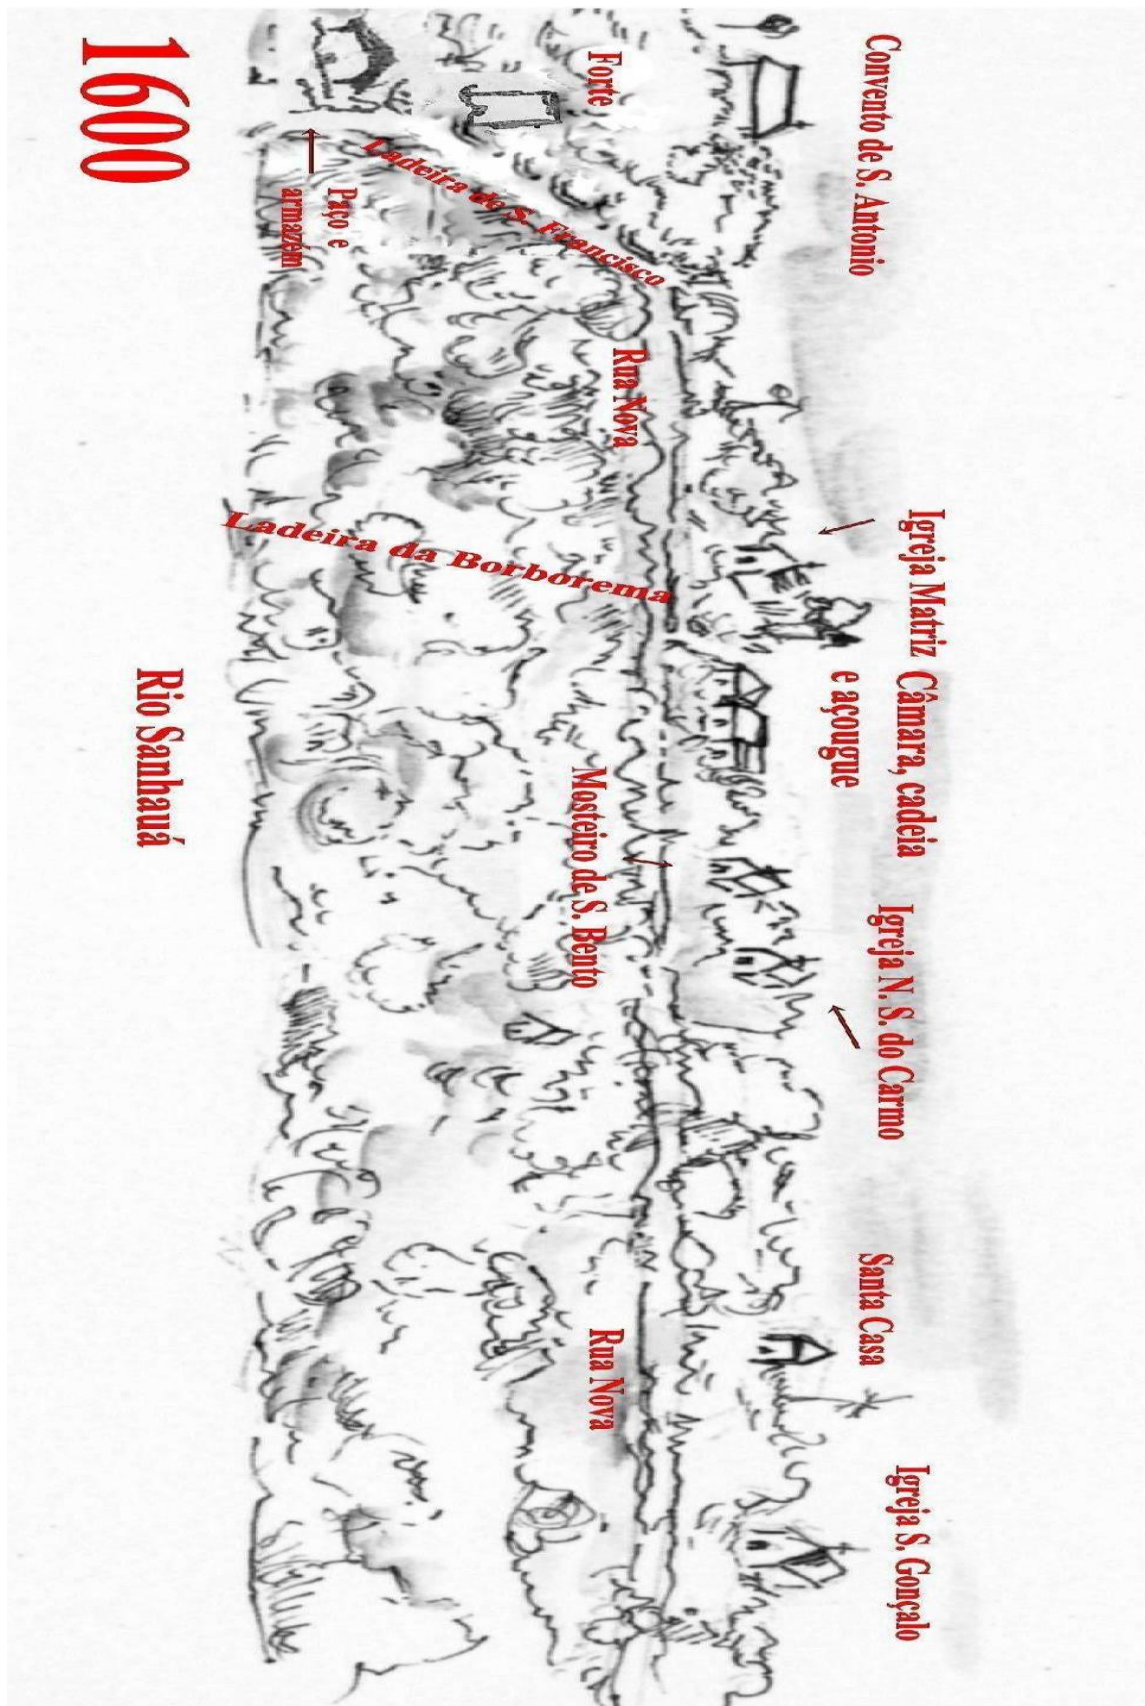 Convento de S. Antonio
Igreja Matriz
Câmara, cadeia
e açougue
Igreja N. S. do Carmo
Santa Casa
Igreja S. Gonçalo
Forte
Rua Nova
Mosteiro de S. Bento
Rua Nova
Ladeira de S. Francisco
Ladeira da Borborema
Paço e
armazém
1600
Rio Sanhauá